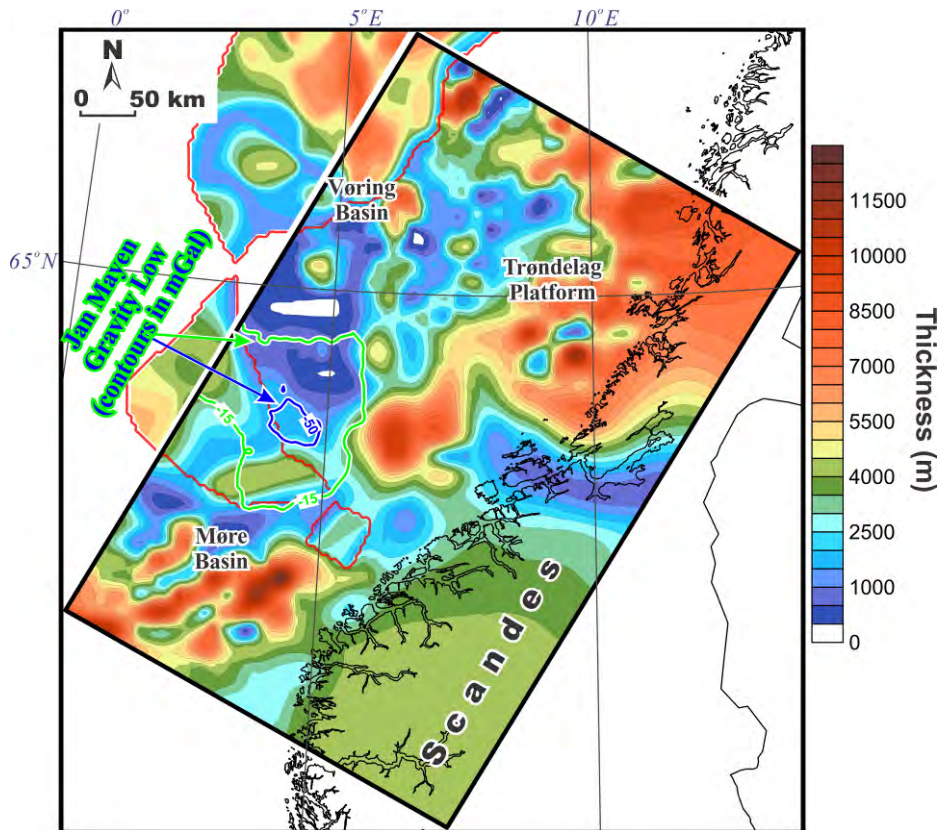 0°
5°E
10°E
N
0 50 km
65°N
Vøring
Basin
Trøndelag
Platform
Jan Mayen
Gravity Low
(contours in mGal)
-15
-50
-15
Møre
Basin
Scandes
11500
10000
8500
7000
5500
4000
2500
1000
0
Thickness (m)